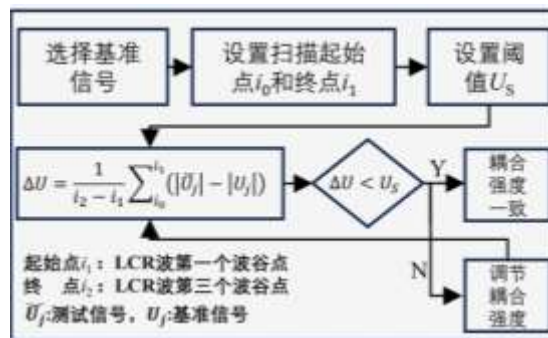 选择基准
信号
设置扫描起始
点i₀和终点i₁
设置阈
值U_S
ΔU = 1/(i₂ − i₁) ∑_{i₀}^{i₁} (|Ũ_j| − |U_j|)
ΔU < U_S
Y
耦合
强度
一致
N
调节
耦合
强度
起始点i₁：LCR波第一个波谷点
终 点i₂：LCR波第三个波谷点
Ũ_j:测试信号，U_j:基准信号